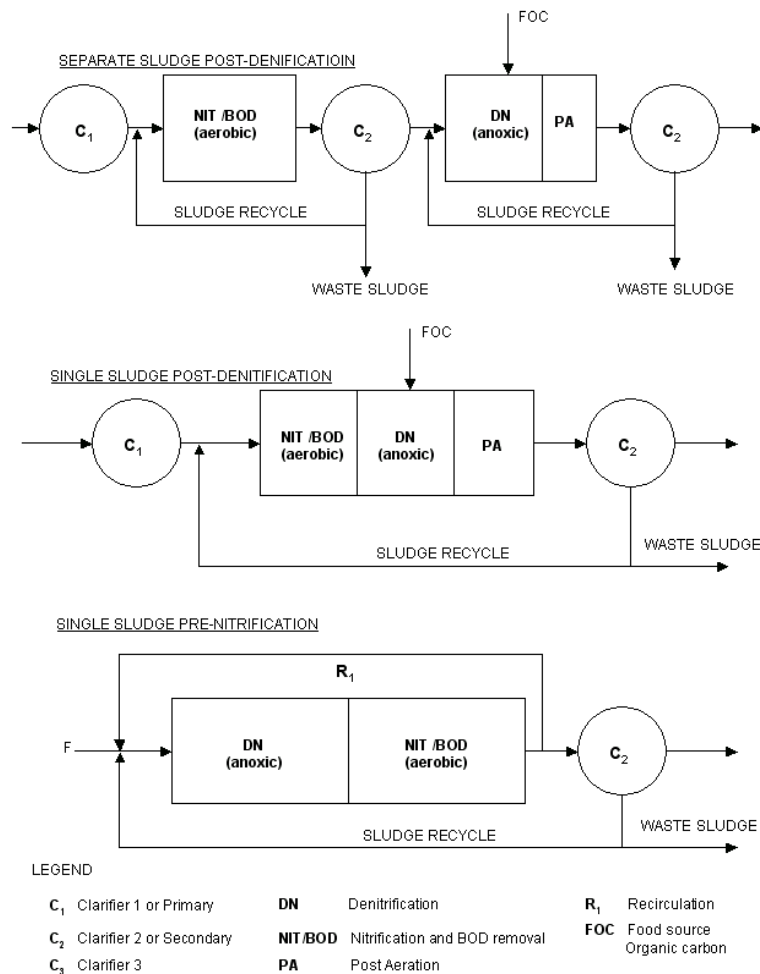 FOC
SEPARATE SLUDGE POST-DENIFICATIOIN
C1
NIT /BOD
(aerobic)
C2
DN
(anoxic)
PA
C2
SLUDGE RECYCLE
SLUDGE RECYCLE
WASTE SLUDGE
WASTE SLUDGE
FOC
SINGLE SLUDGE POST-DENITIFICATION
C1
NIT /BOD
(aerobic)
DN
(anoxic)
PA
C2
SLUDGE RECYCLE
WASTE SLUDGE
SINGLE SLUDGE PRE-NITRIFICATION
R1
F
DN
(anoxic)
NIT /BOD
(aerobic)
C2
SLUDGE RECYCLE
WASTE SLUDGE
LEGEND
C1 Clarifier 1 or Primary
DN Denitrification
R1 Recirculation
C2 Clarifier 2 or Secondary
NIT/BOD Nitrification and BOD removal
FOC Food source
Organic carbon
C3 Clarifier 3
PA Post Aeration